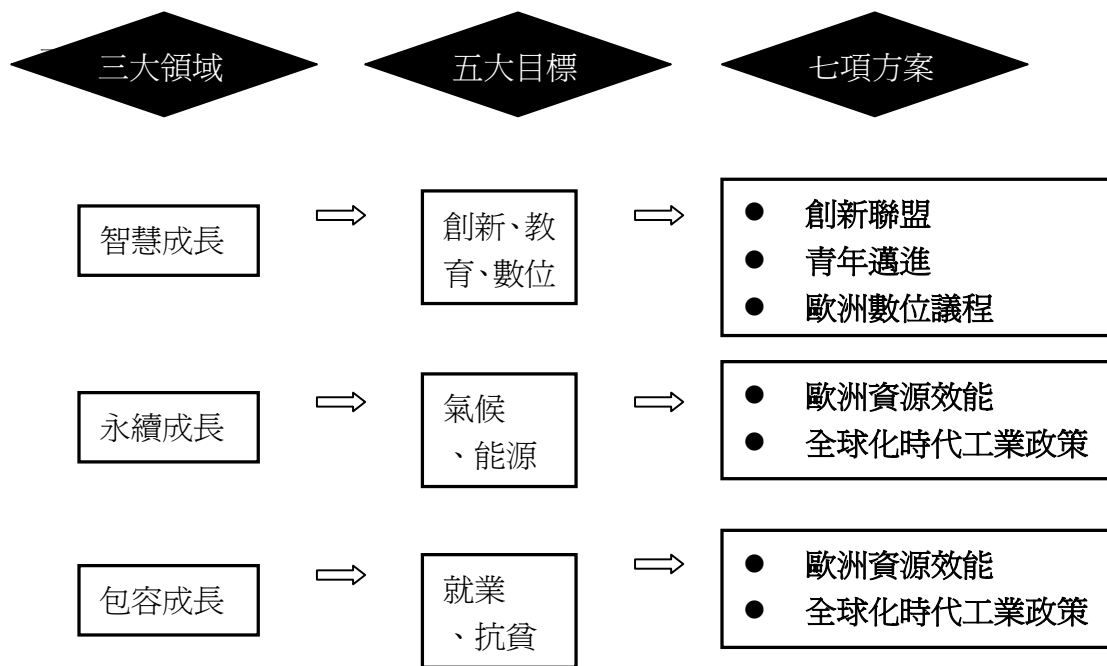 三大領域
五大目標
七項方案
智慧成長
創新、教
育、數位
● 創新聯盟
● 青年邁進
● 歐洲數位議程
永續成長
氣候
、能源
● 歐洲資源效能
● 全球化時代工業政策
包容成長
就業
、抗貧
● 歐洲資源效能
● 全球化時代工業政策